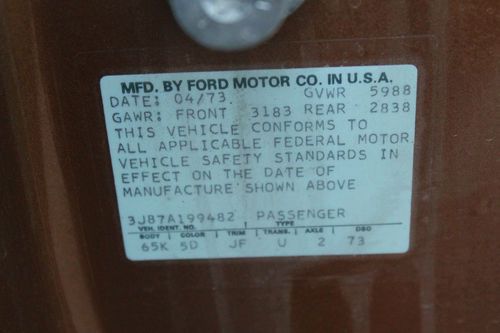 MFD. BY FORD MOTOR CO. IN U.S.A.
DATE: 04/73. GVWR 5988
GAWR: FRONT 3183 REAR 2838
THIS VEHICLE CONFORMS TO
ALL APPLICABLE FEDERAL MOTOR
VEHICLE SAFETY STANDARDS IN
EFFECT ON THE DATE OF
MANUFACTURE SHOWN ABOVE
3J87A199482 PASSENGER
VEH. IDENT. NO. TYPE
BODY COLOR TRIM TRANS. AXLE DSO
65K 5D JF U 2 73